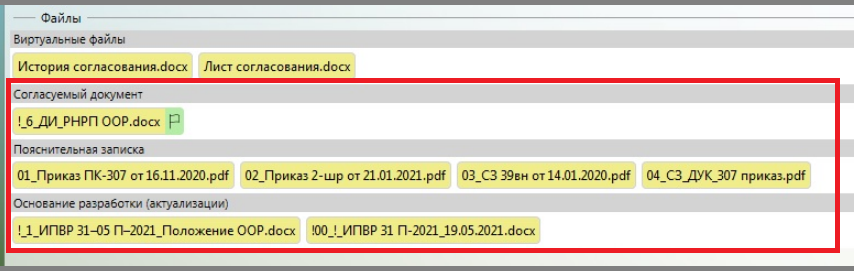 Файлы
Виртуальные файлы
История согласования.docx Лист согласования.docx
Согласуемый документ
!_6_ДИ_РНРП ООР.docx
Пояснительная записка
01_Приказ ПК-307 от 16.11.2020.pdf 02_Приказ 2-шр от 21.01.2021.pdf 03_СЗ 39вн от 14.01.2020.pdf 04_СЗ_ДУК_307 приказ.pdf
Основание разработки (актуализации)
!_1_ИПВР 31–05 П–2021_Положение ООР.docx !00_!_ИПВР 31 П-2021_19.05.2021.docx